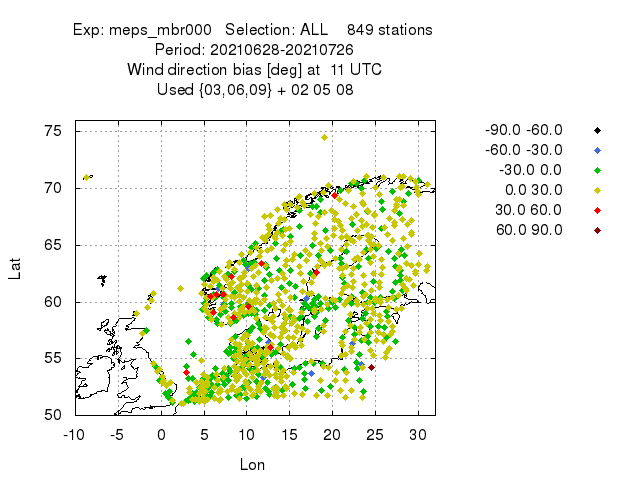 Exp: meps_mbr000   Selection: ALL    849 stations
Period: 20210628-20210726
Wind direction bias [deg] at  11 UTC
Used {03,06,09} + 02 05 08
-90.0 -60.0
-60.0 -30.0
-30.0 0.0
0.0 30.0
30.0 60.0
60.0 90.0
75
70
65
60
55
50
Lat
-10 -5 0 5 10 15 20 25 30
Lon